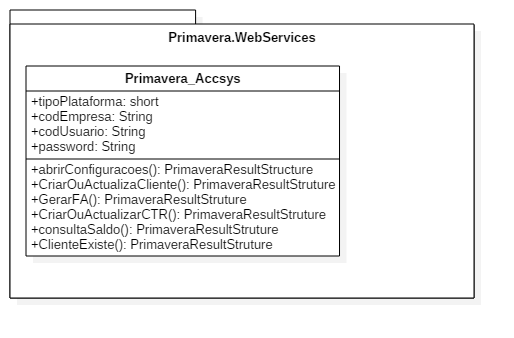 Primavera.WebServices
Primavera_Accsys
+tipoPlataforma: short
+codEmpresa: String
+codUsuario: String
+password: String
+abrirConfiguracoes(): PrimaveraResultStructure
+CriarOuActualizaCliente(): PrimaveraResultStruture
+GerarFA(): PrimaveraResultStruture
+CriarOuActualizarCTR(): PrimaveraResultStruture
+consultaSaldo(): PrimaveraResultStruture
+ClienteExiste(): PrimaveraResultStruture